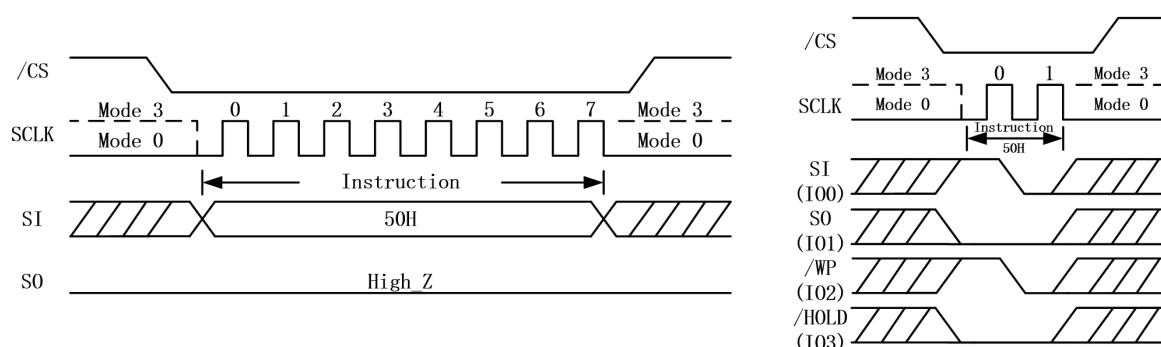 /CS
Mode 3 0 1 2 3 4 5 6 7 Mode 3
SCLK
Mode 0 Mode 0
Instruction
SI 50H
SO High_Z
/CS
Mode 3 0 1 Mode 3
SCLK Mode 0 Mode 0
Instruction
50H
SI
(IO0)
SO
(IO1)
/WP
(IO2)
/HOLD
(IO3)